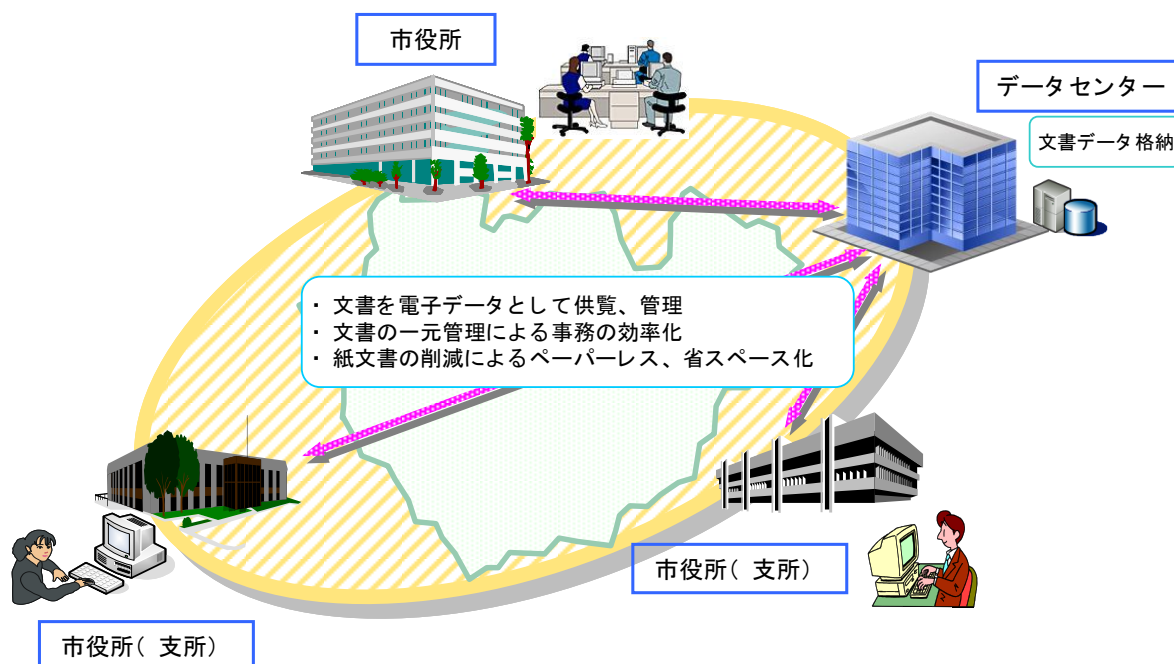 市役所
データセンター
文書データ格納
・ 文書を電子データとして供覧、管理
・ 文書の一元管理による事務の効率化
・ 紙文書の削減によるペーパーレス、省スペース化
市役所( 支所)
市役所( 支所)